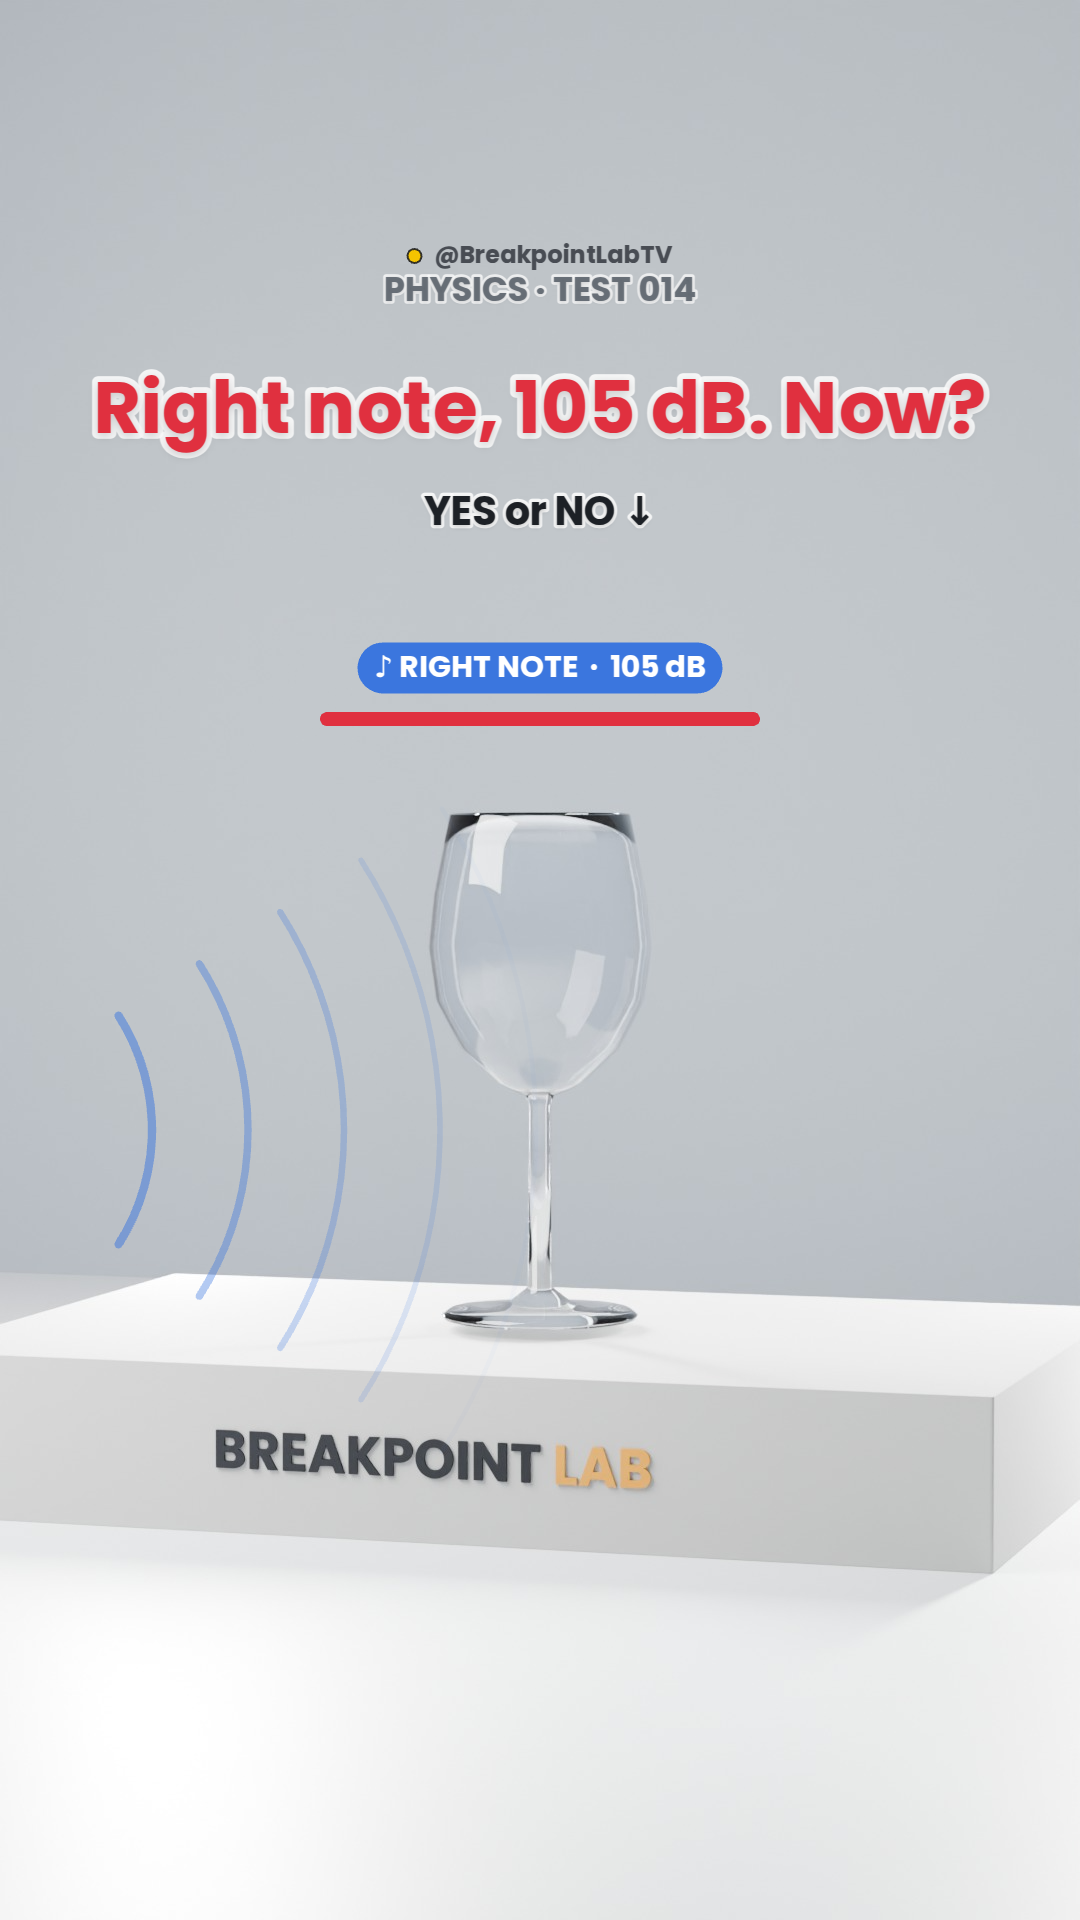 @BreakpointLabTV
PHYSICS · TEST 014
Right note, 105 dB. Now?
YES or NO ↓
♪ RIGHT NOTE · 105 dB
BREAKPOINT LAB